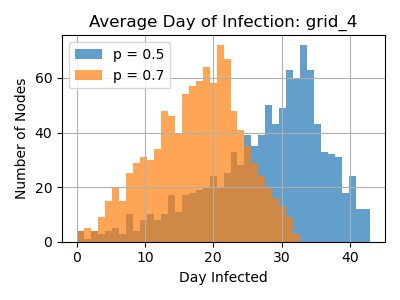 Average Day of Infection: grid_4
p = 0.5
p = 0.7
Number of Nodes
60
40
20
0
0 10 20 30 40
Day Infected